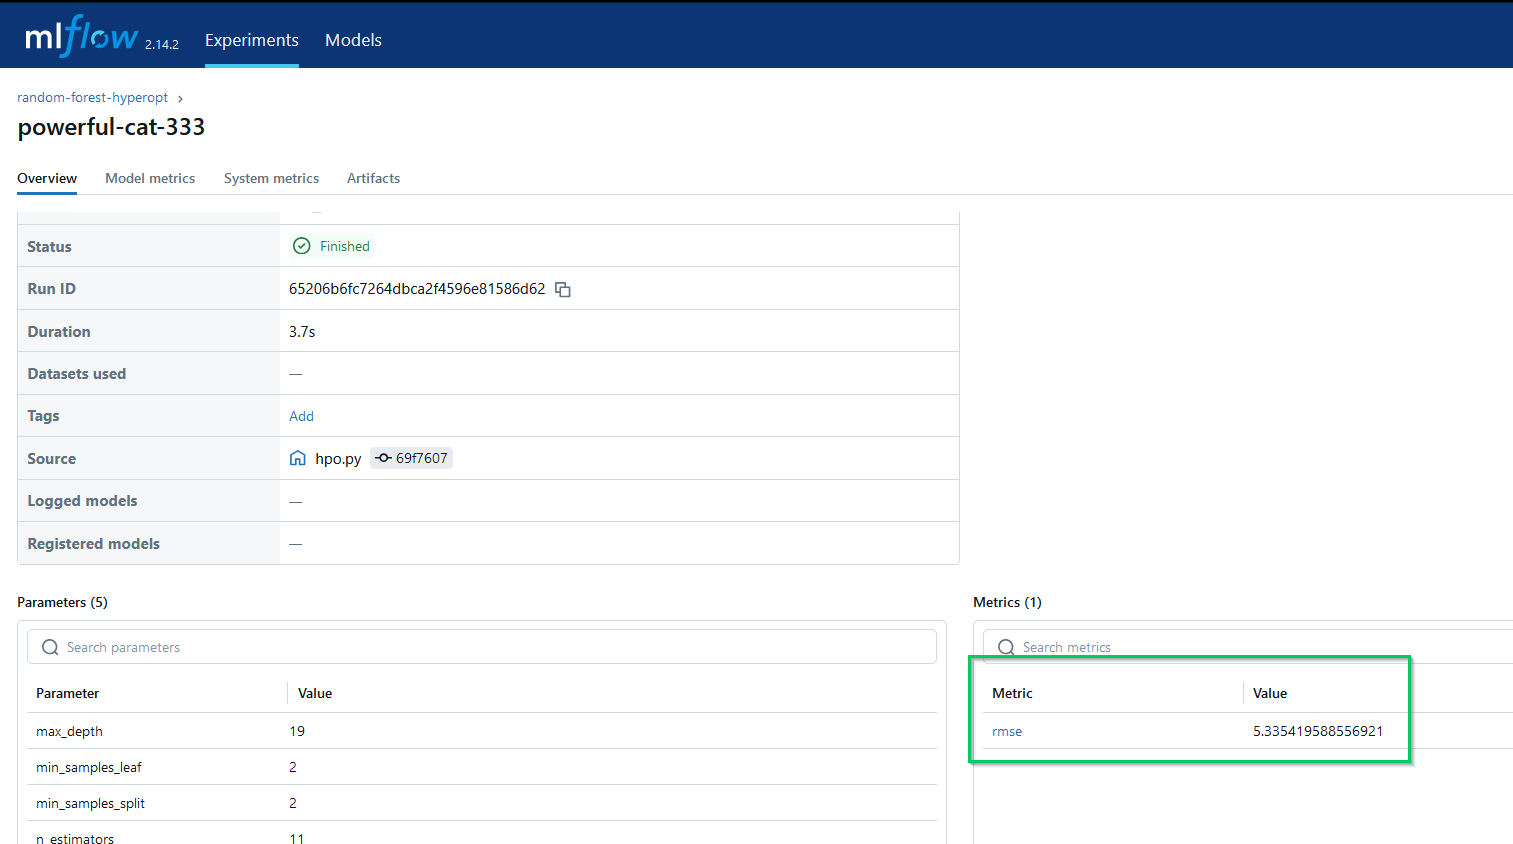 mlflow 2.14.2 Experiments Models
random-forest-hyperopt >
powerful-cat-333
Overview Model metrics System metrics Artifacts
Status Finished
Run ID 65206b6fc7264dbca2f4596e81586d62
Duration 3.7s
Datasets used —
Tags Add
Source hpo.py 69f7607
Logged models —
Registered models —
Parameters (5)
Search parameters
Parameter Value
max_depth 19
min_samples_leaf 2
min_samples_split 2
n_estimators 11
Metrics (1)
Search metrics
Metric Value
rmse 5.335419588556921